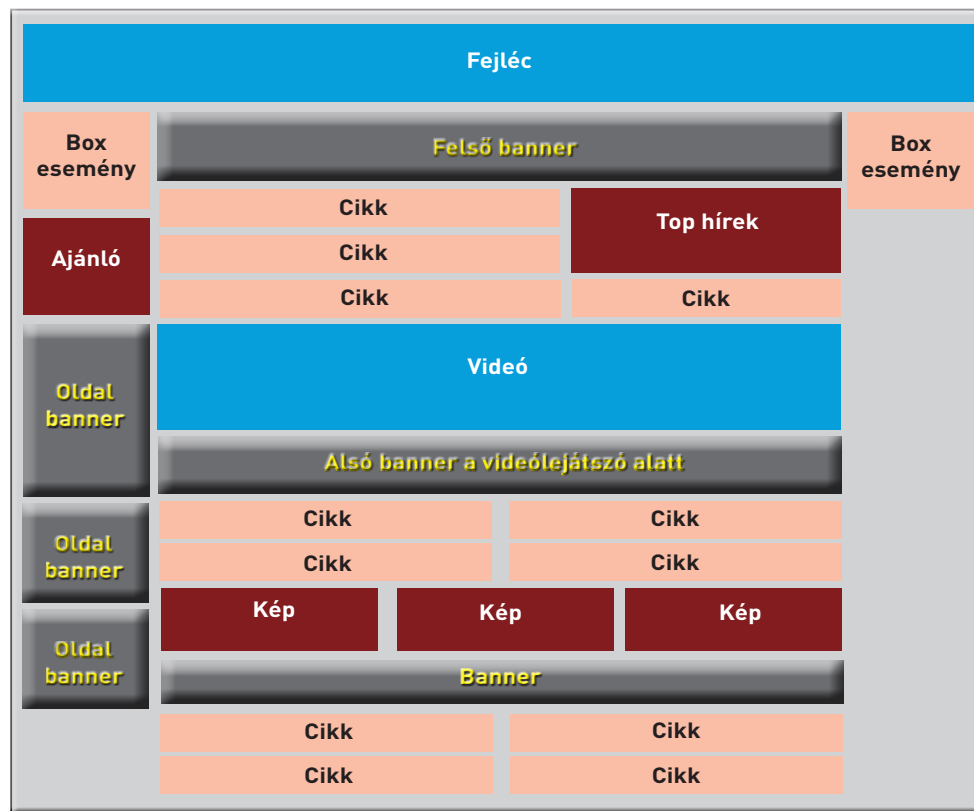 Fejléc
Box
esemény
Felső banner
Box
esemény
Cikk
Top hírek
Ajánló
Cikk
Cikk
Cikk
Oldal
banner
Videó
Alsó banner a videólejátszó alatt
Cikk
Cikk
Oldal
banner
Cikk
Cikk
Kép
Kép
Kép
Oldal
banner
Banner
Cikk
Cikk
Cikk
Cikk